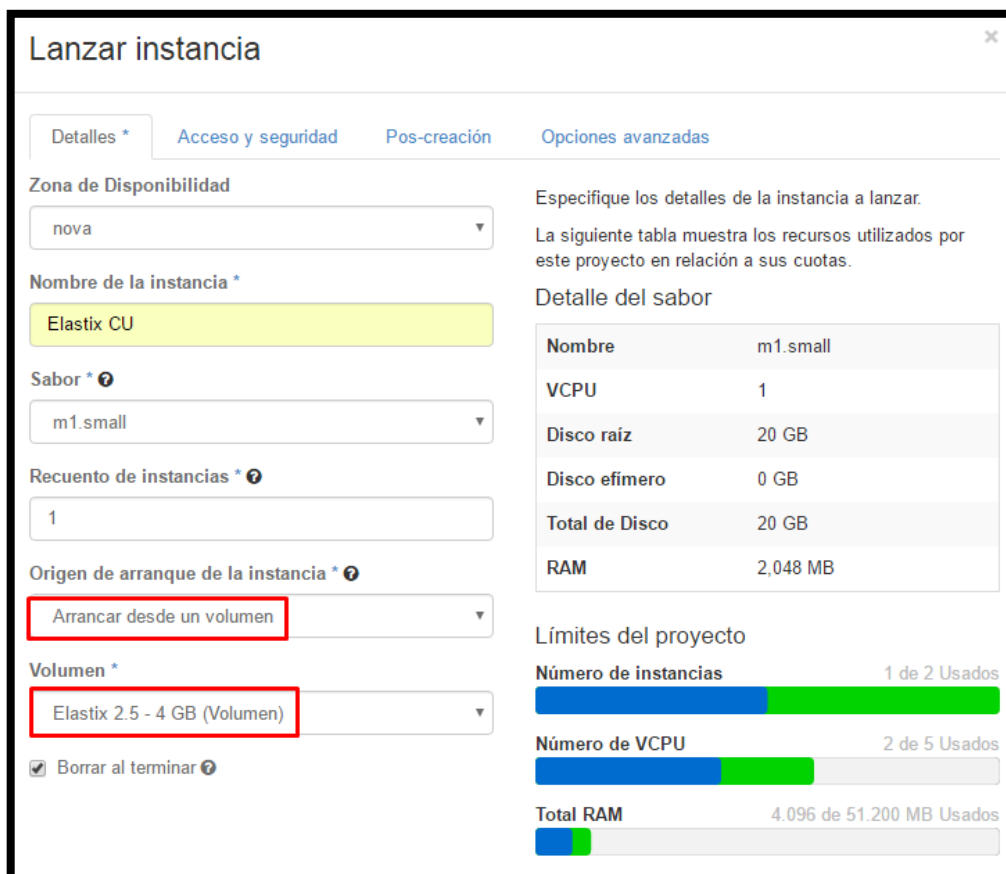 Lanzar instancia
×
Detalles *
Acceso y seguridad
Pos-creación
Opciones avanzadas
Zona de Disponibilidad
nova
Nombre de la instancia *
Elastix CU
Sabor *
m1.small
Recuento de instancias *
1
Origen de arranque de la instancia *
Arrancar desde un volumen
Volumen *
Elastix 2.5 - 4 GB (Volumen)
Borrar al terminar
Especifique los detalles de la instancia a lanzar.
La siguiente tabla muestra los recursos utilizados por
este proyecto en relación a sus cuotas.
Detalle del sabor
Nombre m1.small
VCPU 1
Disco raíz 20 GB
Disco efímero 0 GB
Total de Disco 20 GB
RAM 2,048 MB
Límites del proyecto
Número de instancias 1 de 2 Usados
Número de VCPU 2 de 5 Usados
Total RAM 4.096 de 51.200 MB Usados